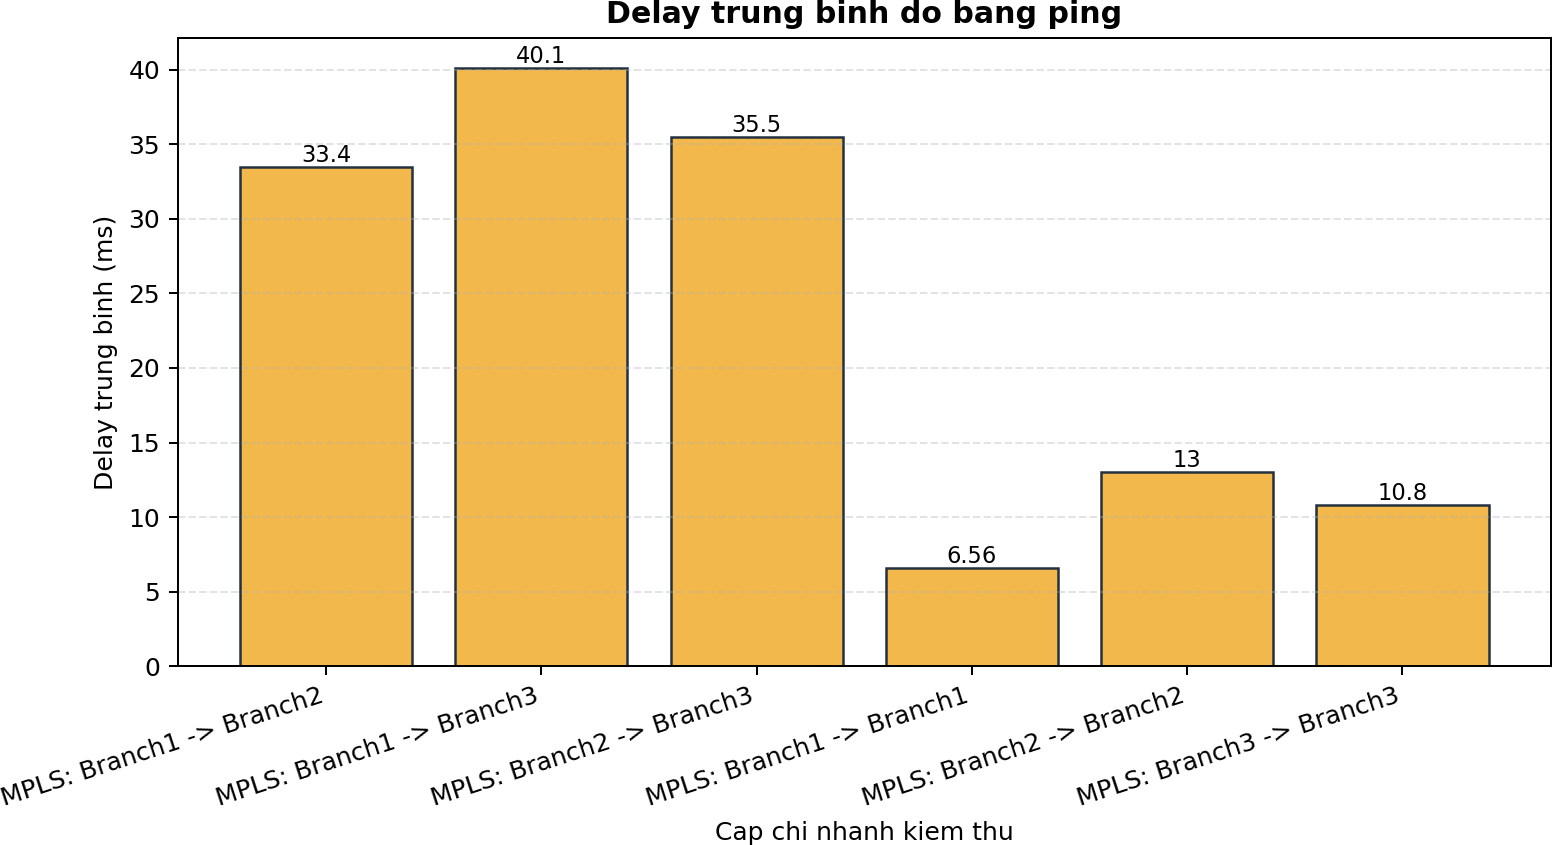 Delay trung binh do bang ping
Delay trung binh (ms)
40
35
30
25
20
15
10
5
0
33.4
40.1
35.5
6.56
13
10.8
MPLS: Branch1 -> Branch2
MPLS: Branch1 -> Branch3
MPLS: Branch2 -> Branch3
MPLS: Branch1 -> Branch1
MPLS: Branch2 -> Branch2
MPLS: Branch3 -> Branch3
Cap chi nhanh kiem thu